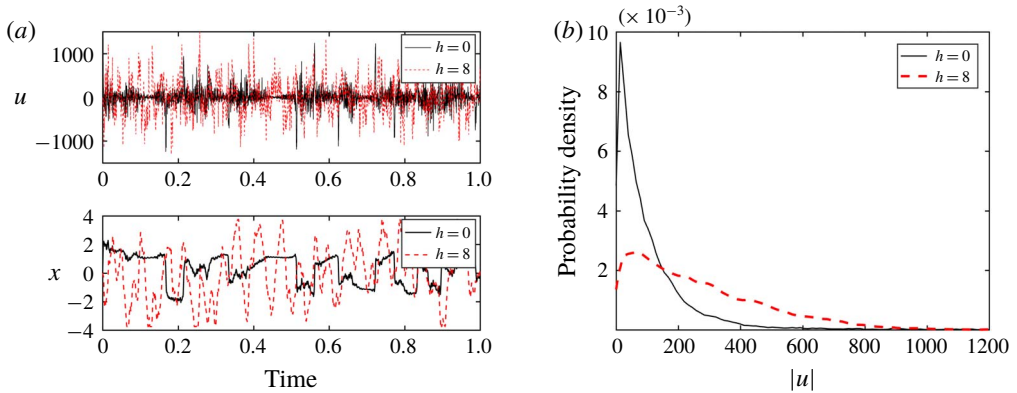 (a)
1000
0
−1000
u
h = 0
h = 8
0
0.2
0.4
0.6
0.8
1.0
4
2
0
−2
−4
x
h = 0
h = 8
0
0.2
0.4
0.6
0.8
1.0
Time
(b)
(× 10−3)
10
8
6
4
2
Probability density
h = 0
h = 8
0
200
400
600
800
1000
1200
|u|